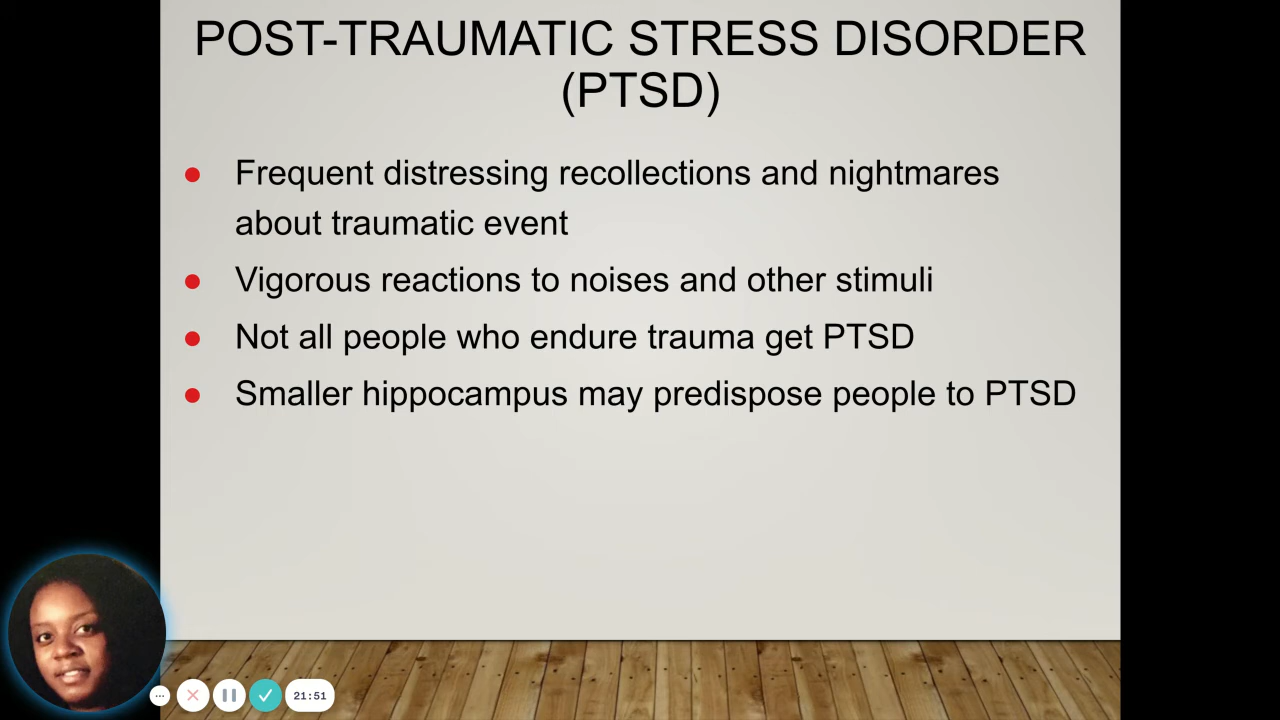 POST-TRAUMATIC STRESS DISORDER
(PTSD)
● Frequent distressing recollections and nightmares
about traumatic event
● Vigorous reactions to noises and other stimuli
● Not all people who endure trauma get PTSD
● Smaller hippocampus may predispose people to PTSD
21:51